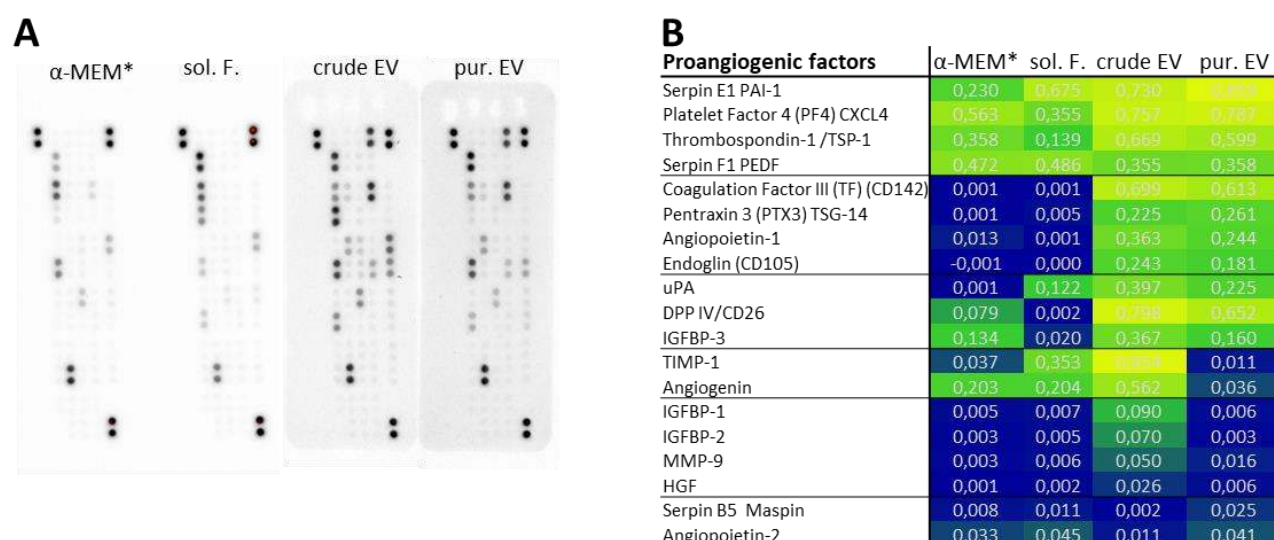 A
α-MEM* sol. F. crude EV pur. EV
B
Proangiogenic factors α-MEM* sol. F. crude EV pur. EV
Serpin E1 PAI-1 0,230 0,675 0,730
Platelet Factor 4 (PF4) CXCL4 0,563 0,355 0,757 0,787
Thrombospondin-1 /TSP-1 0,358 0,139 0,669 0,599
Serpin F1 PEDF 0,472 0,486 0,355 0,358
Coagulation Factor III (TF) (CD142) 0,001 0,001 0,699 0,613
Pentraxin 3 (PTX3) TSG-14 0,001 0,005 0,225 0,261
Angiopoietin-1 0,013 0,001 0,363 0,244
Endoglin (CD105) -0,001 0,000 0,243 0,181
uPA 0,001 0,122 0,397 0,225
DPP IV/CD26 0,079 0,002 0,798 0,652
IGFBP-3 0,134 0,020 0,367 0,160
TIMP-1 0,037 0,353 0,011
Angiogenin 0,203 0,204 0,562 0,036
IGFBP-1 0,005 0,007 0,090 0,006
IGFBP-2 0,003 0,005 0,070 0,003
MMP-9 0,003 0,006 0,050 0,016
HGF 0,001 0,002 0,026 0,006
Serpin B5 Maspin 0,008 0,011 0,002 0,025
Angiopoietin-2 0,033 0,045 0,011 0,041